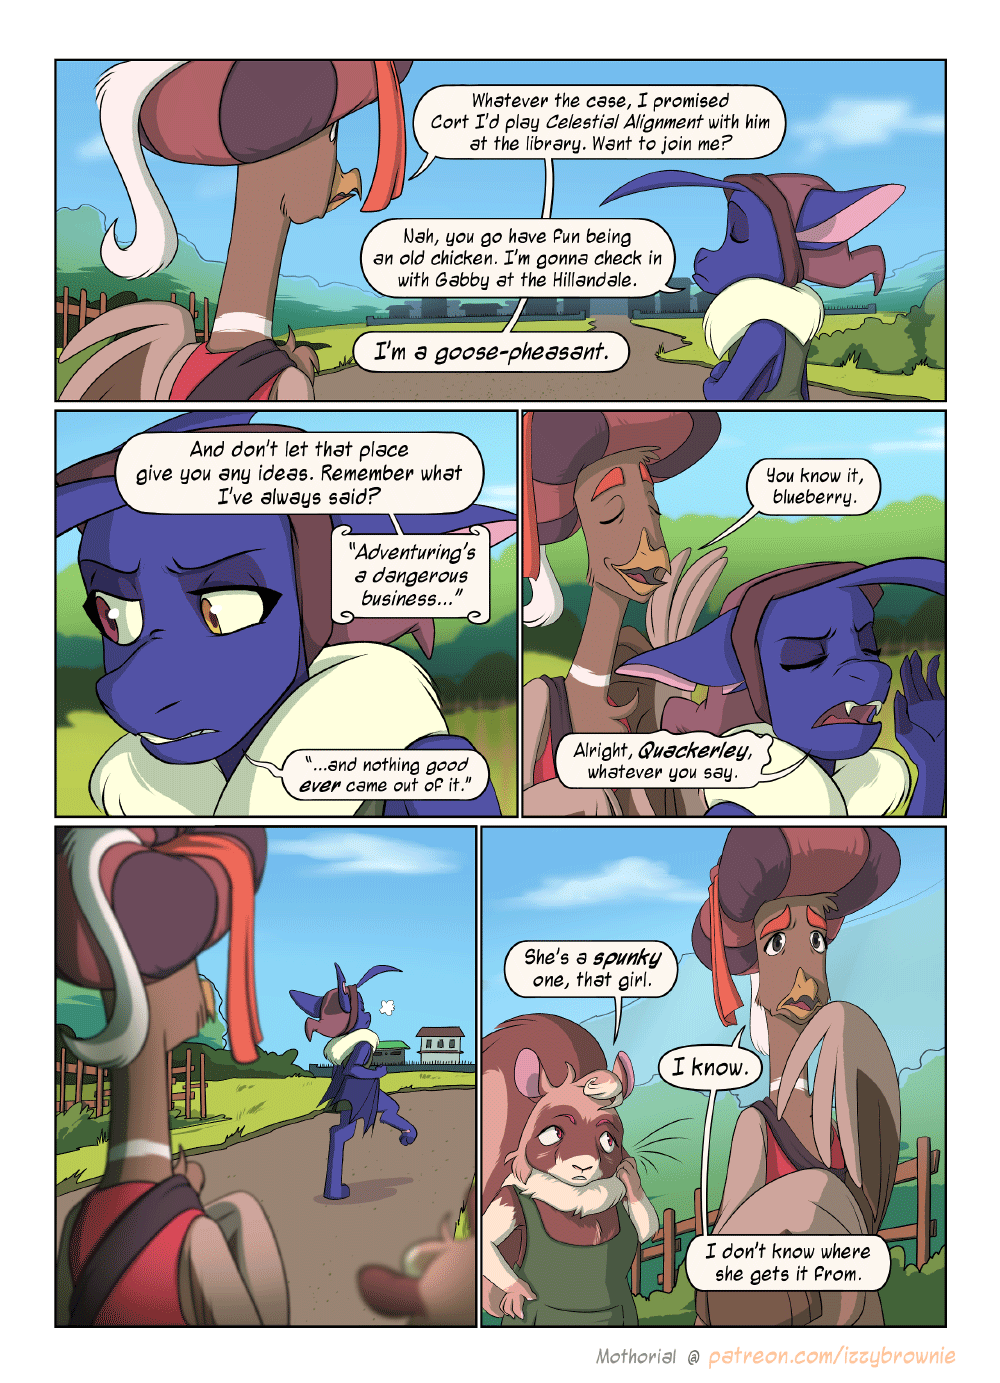 Whatever the case, I promised
Cort I'd play Celestial Alignment with him
at the library. Want to join me?
Nah, you go have fun being
an old chicken. I'm gonna check in
with Gabby at the Hillandale.
I'm a goose-pheasant.
And don't let that place
give you any ideas. Remember what
I've always said?
"Adventuring's
a dangerous
business..."
"...and nothing good
ever came out of it."
You know it,
blueberry.
Alright, Quackerley,
whatever you say.
She's a spunky
one, that girl.
I know.
I don't know where
she gets it from.
Mothorial @ patreon.com/izzybrownie